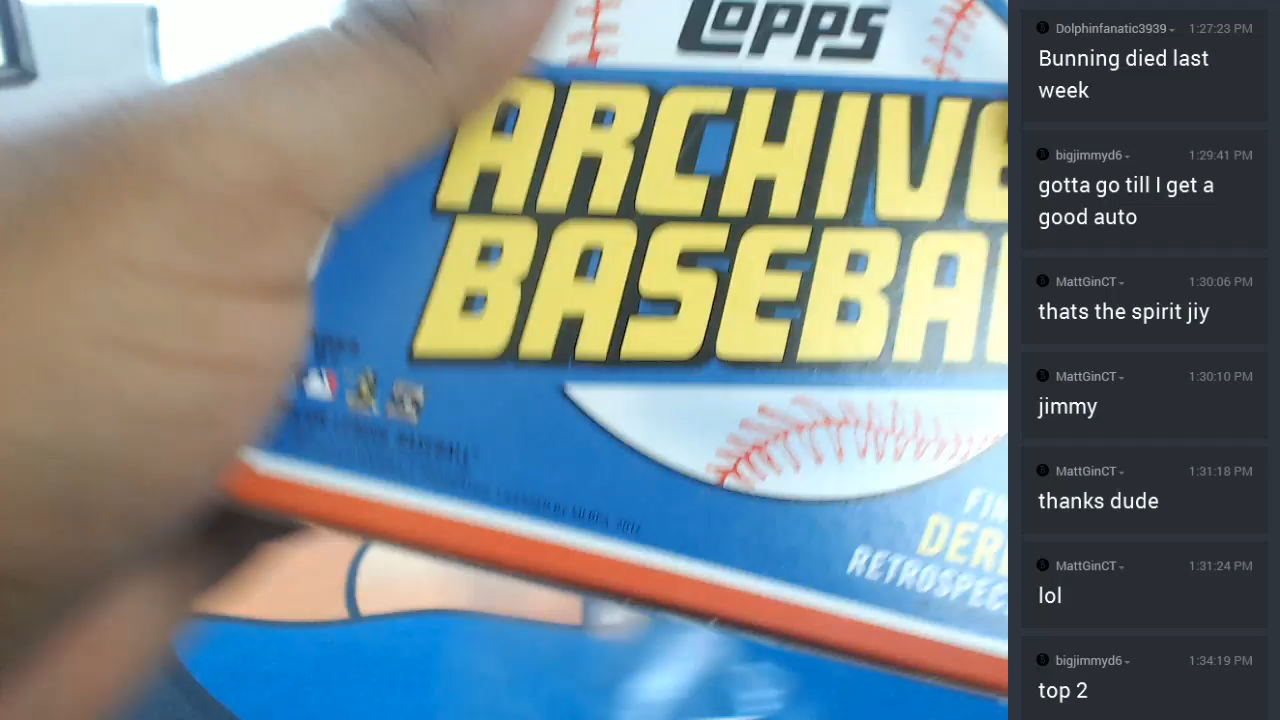 TOPPS
ARCHIVE
BASEBA
FIN
DER
RETROSPEC
Dolphinfanatic3939 1:27:23 PM
Bunning died last
week
bigjimmyd6 1:29:41 PM
gotta go till I get a
good auto
MattGinCT 1:30:06 PM
thats the spirit jiy
MattGinCT 1:30:10 PM
jimmy
MattGinCT 1:31:18 PM
thanks dude
MattGinCT 1:31:24 PM
lol
bigjimmyd6 1:34:19 PM
top 2